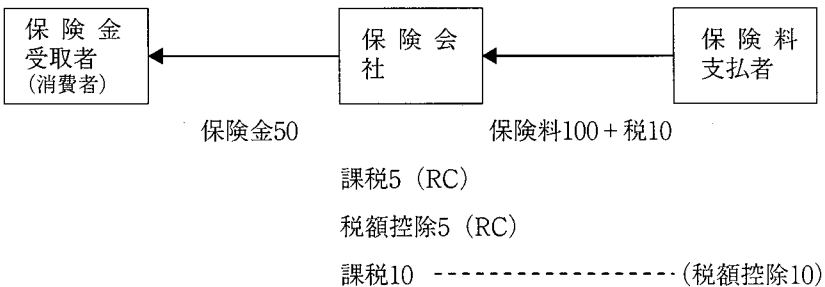 保険金
受取者
(消費者)
保険会
社
保険料
支払者
保険金50
保険料100+税10
課税5（RC）
税額控除5（RC）
課税10 ------------------ (税額控除10)